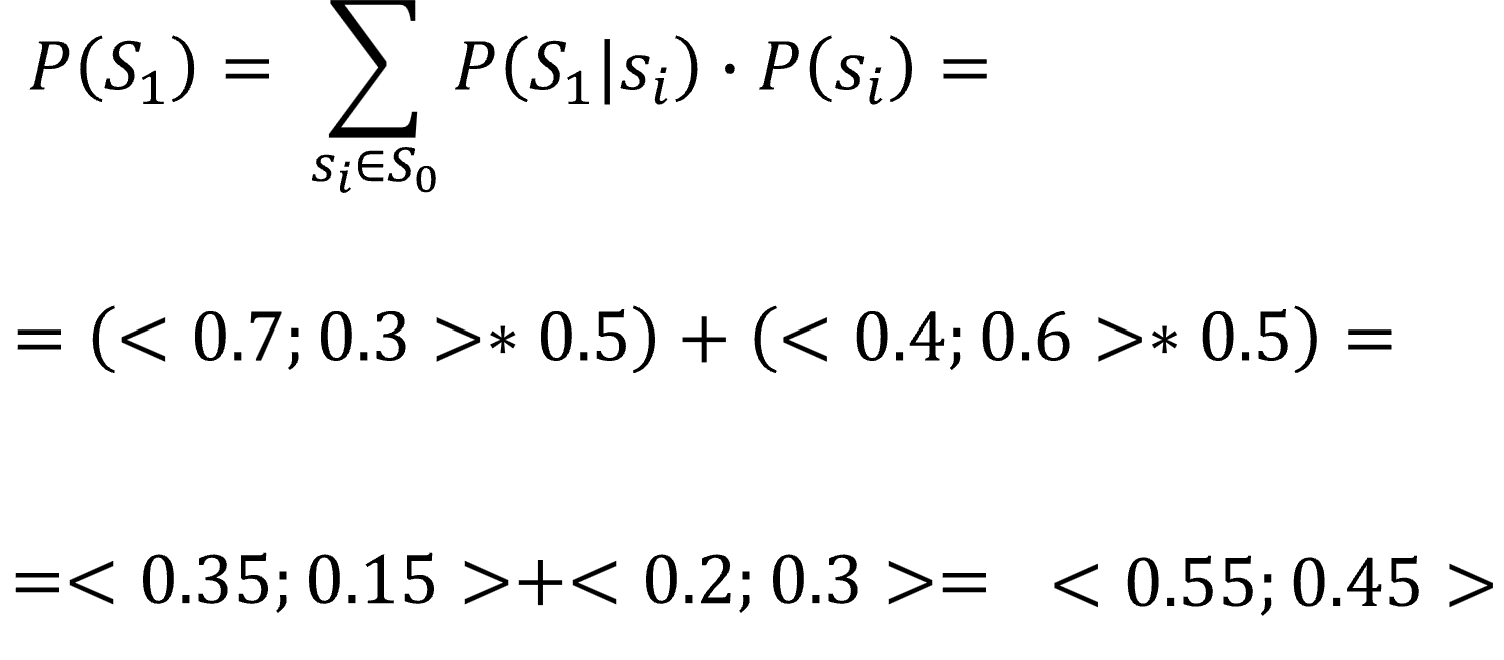 P(S₁) = ∑_{sᵢ∈S₀} P(S₁|sᵢ) · P(sᵢ) =
= (< 0.7; 0.3 >∗ 0.5) + (< 0.4; 0.6 >∗ 0.5) =
=< 0.35; 0.15 >+< 0.2; 0.3 >= < 0.55; 0.45 >